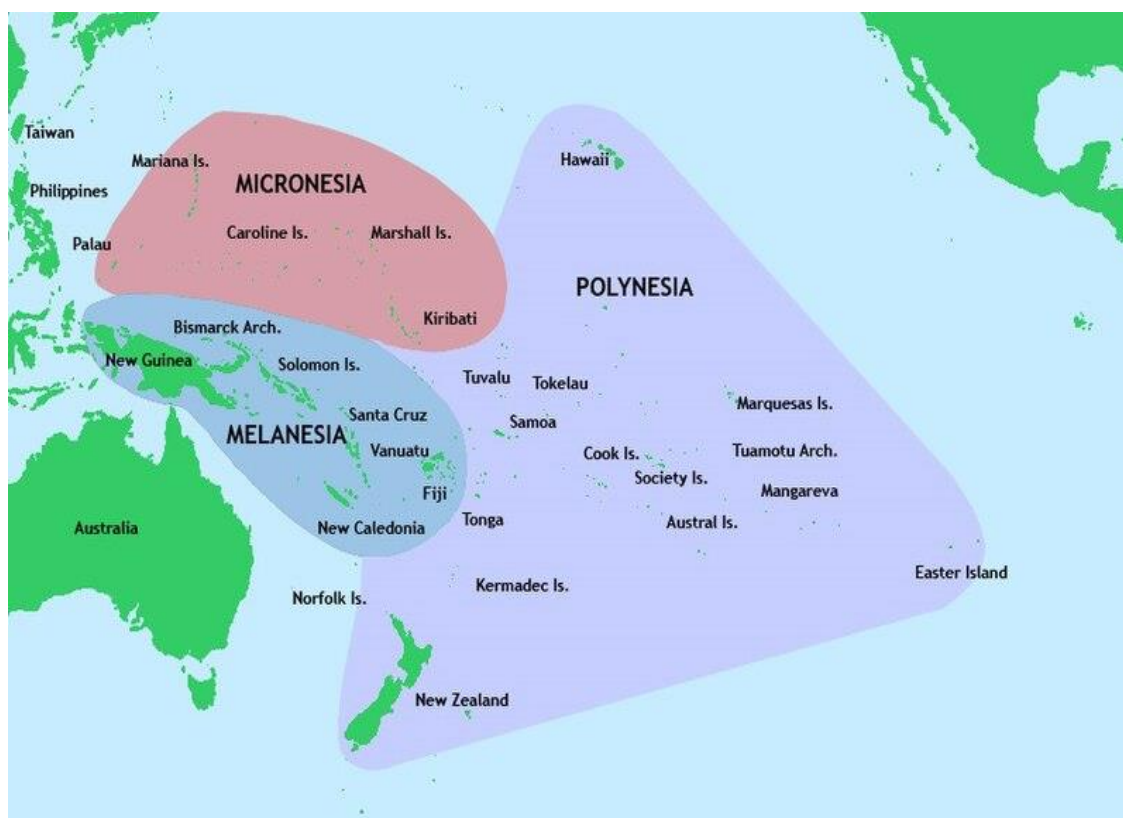 Taiwan
Mariana Is.
Hawaii
MICRONESIA
Philippines
Caroline Is.
Marshall Is.
Palau
POLYNESIA
Kiribati
Bismarck Arch.
New Guinea
Solomon Is.
Tuvalu
Tokelau
Marquesas Is.
Santa Cruz
Samoa
MELANESIA
Vanuatu
Cook Is.
Tuamotu Arch.
Society Is.
Fiji
Mangareva
Tonga
Austral Is.
Australia
New Caledonia
Easter Island
Kermadec Is.
Norfolk Is.
New Zealand